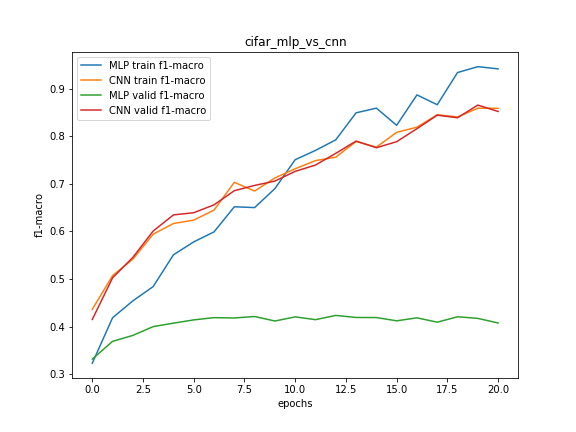 cifar_mlp_vs_cnn
MLP train f1-macro
CNN train f1-macro
MLP valid f1-macro
CNN valid f1-macro
f1-macro
0.9
0.8
0.7
0.6
0.5
0.4
0.3
0.0 2.5 5.0 7.5 10.0 12.5 15.0 17.5 20.0
epochs